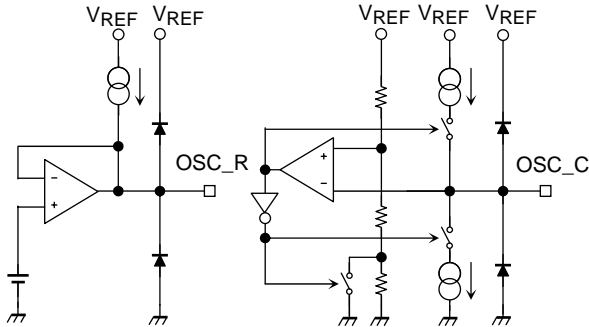 VREF VREF VREF VREF VREF
OSC_R
OSC_C
- +
+ -